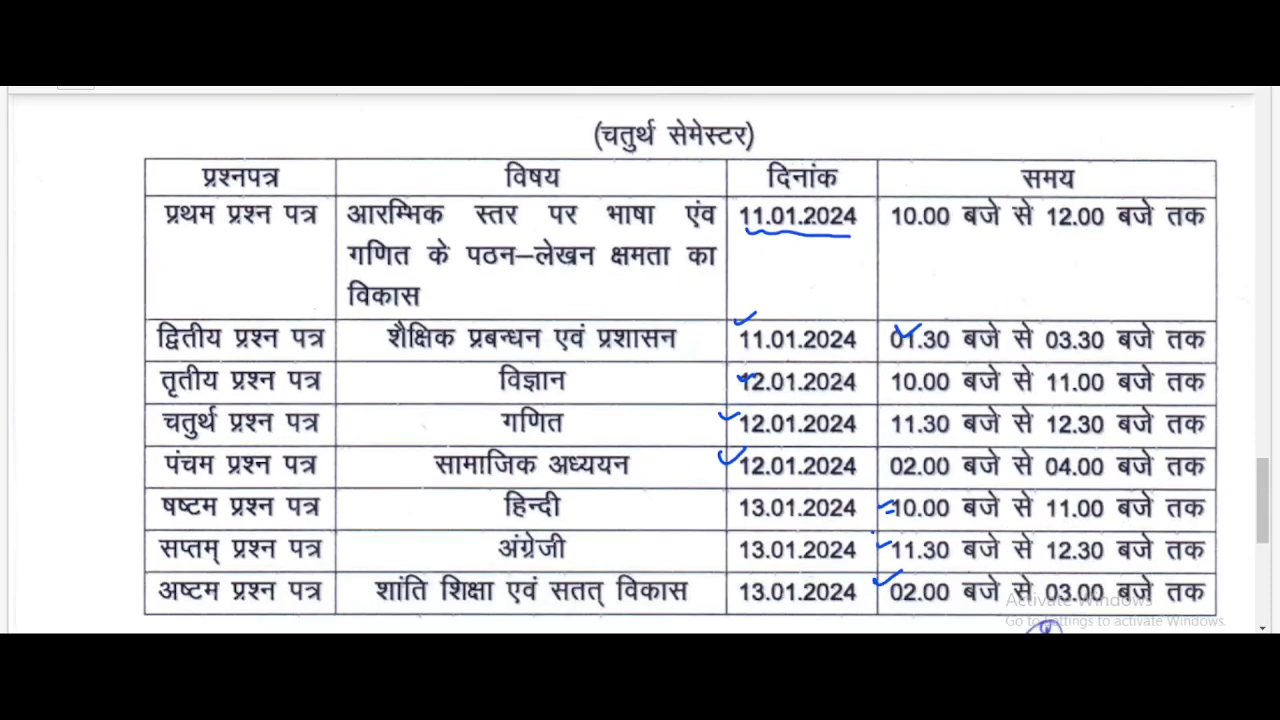 (चतुर्थ सेमेस्टर)
प्रश्नपत्र विषय दिनांक समय
प्रथम प्रश्न पत्र आरम्भिक स्तर पर भाषा एंव 11.01.2024 10.00 बजे से 12.00 बजे तक
गणित के पठन–लेखन क्षमता का
विकास
द्वितीय प्रश्न पत्र शैक्षिक प्रबन्धन एवं प्रशासन 11.01.2024 01.30 बजे से 03.30 बजे तक
तृतीय प्रश्न पत्र विज्ञान 12.01.2024 10.00 बजे से 11.00 बजे तक
चतुर्थ प्रश्न पत्र गणित 12.01.2024 11.30 बजे से 12.30 बजे तक
पंचम प्रश्न पत्र सामाजिक अध्ययन 12.01.2024 02.00 बजे से 04.00 बजे तक
षष्टम प्रश्न पत्र हिन्दी 13.01.2024 10.00 बजे से 11.00 बजे तक
सप्तम् प्रश्न पत्र अंग्रेजी 13.01.2024 11.30 बजे से 12.30 बजे तक
अष्टम प्रश्न पत्र शांति शिक्षा एवं सतत् विकास 13.01.2024 02.00 बजे से 03.00 बजे तक
Activate Windows
Go to Settings to activate Windows.